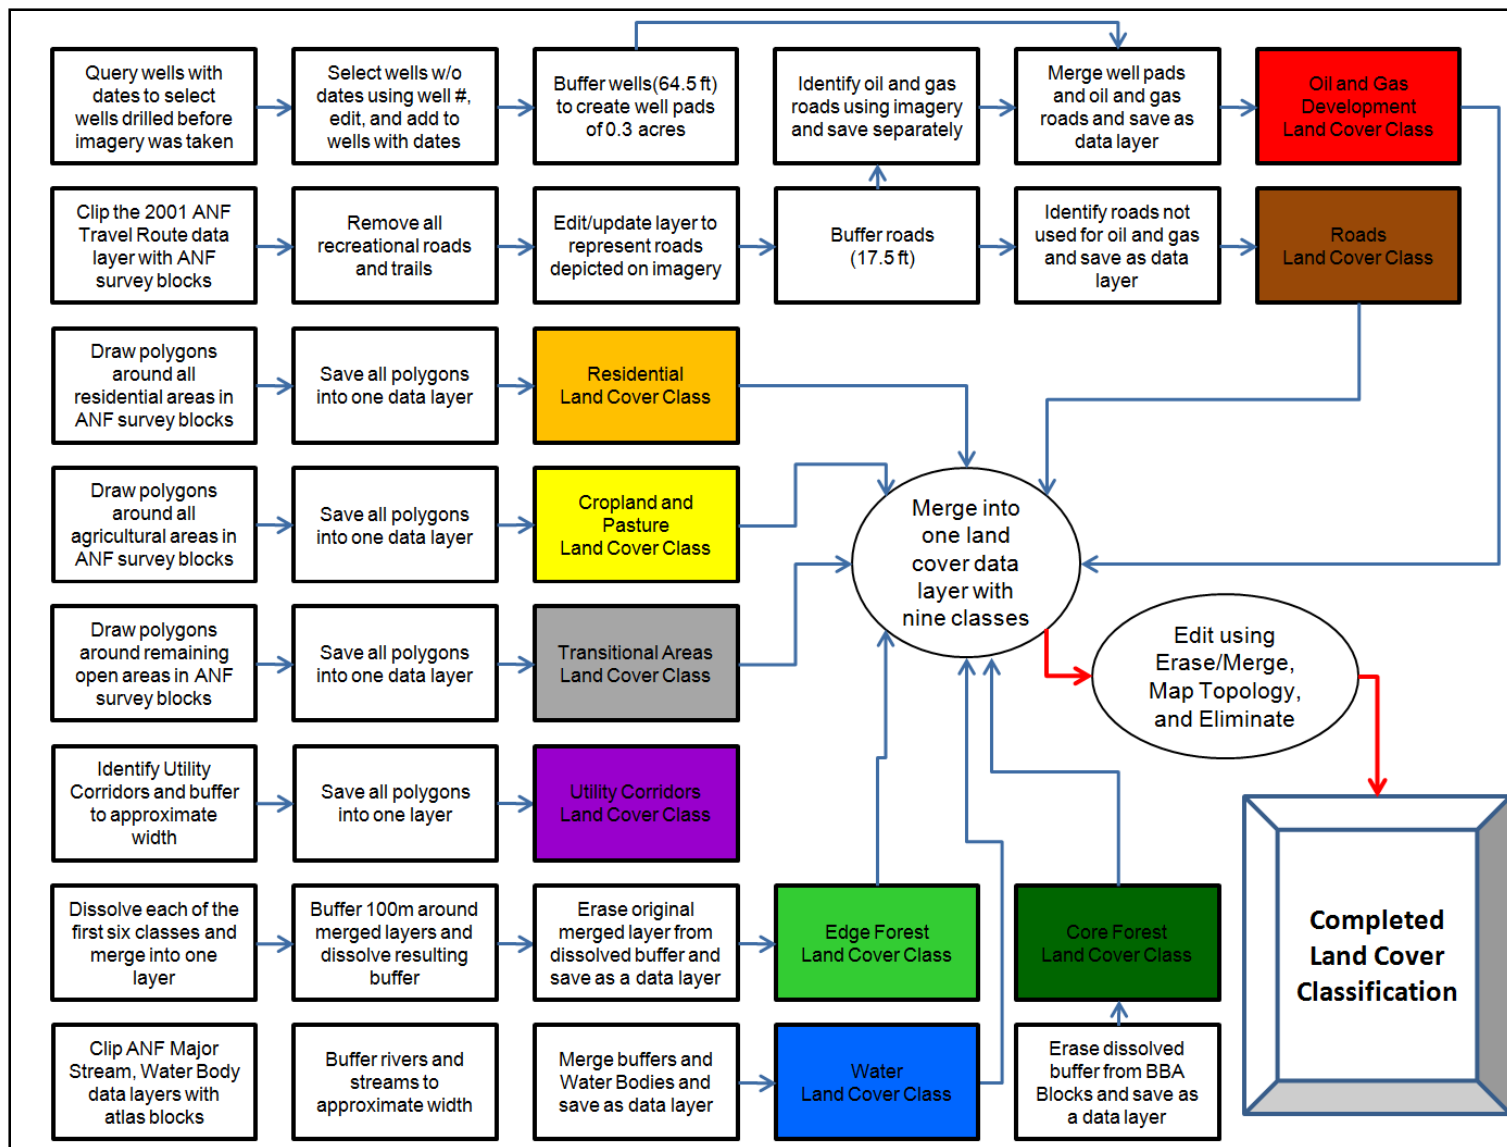 Query wells with
dates to select
wells drilled before
imagery was taken
Select wells w/o
dates using well #,
edit, and add to
wells with dates
Buffer wells(64.5 ft)
to create well pads
of 0.3 acres
Identify oil and gas
roads using imagery
and save separately
Merge well pads
and oil and gas
roads and save as
data layer
Oil and Gas
Development
Land Cover Class
Clip the 2001 ANF
Travel Route data
layer with ANF
survey blocks
Remove all
recreational roads
and trails
Edit/update layer to
represent roads
depicted on imagery
Buffer roads
(17.5 ft)
Identify roads not
used for oil and gas
and save as data
layer
Roads
Land Cover Class
Draw polygons
around all
residential areas in
ANF survey blocks
Save all polygons
into one data layer
Residential
Land Cover Class
Draw polygons
around all
agricultural areas in
ANF survey blocks
Save all polygons
into one data layer
Cropland and
Pasture
Land Cover Class
Merge into
one land
cover data
layer with
nine classes
Draw polygons
around remaining
open areas in ANF
survey blocks
Save all polygons
into one data layer
Transitional Areas
Land Cover Class
Edit using
Erase/Merge,
Map Topology,
and Eliminate
Identify Utility
Corridors and buffer
to approximate
width
Save all polygons
into one layer
Utility Corridors
Land Cover Class
Dissolve each of the
first six classes and
merge into one
layer
Buffer 100m around
merged layers and
dissolve resulting
buffer
Erase original
merged layer from
dissolved buffer and
save as a data layer
Edge Forest
Land Cover Class
Core Forest
Land Cover Class
Completed
Land Cover
Classification
Clip ANF Major
Stream, Water Body
data layers with
atlas blocks
Buffer rivers and
streams to
approximate width
Merge buffers and
Water Bodies and
save as data layer
Water
Land Cover Class
Erase dissolved
buffer from BBA
Blocks and save as
a data layer